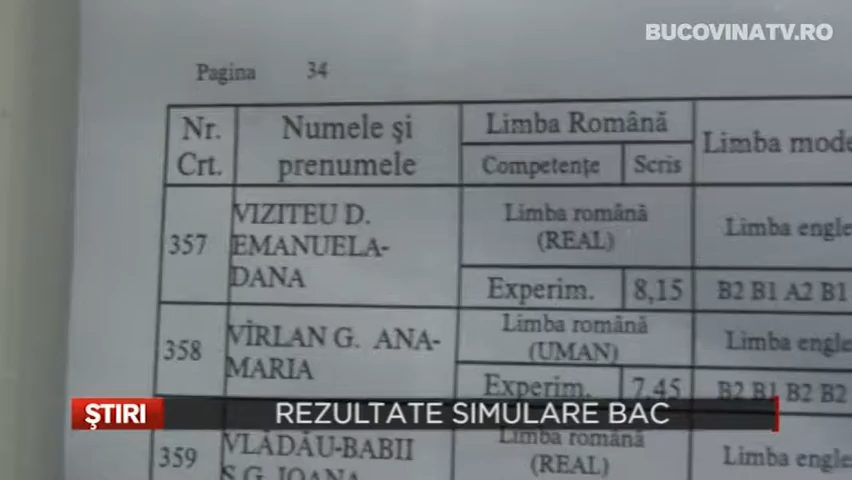 BUCOVINATV.RO
Pagina 34
Nr. Crt.
Numele şi prenumele
Limba Română
Competenţe
Scris
Limba mode
357
VIZITEU D.
EMANUELA-
DANA
Limba română
(REAL)
Limba engle
Experim.
8,15
B2 B1 A2 B1
358
VÎRLAN G. ANA-
MARIA
Limba română
(UMAN)
Limba engle
Experim.
7,45
B2 B1 B2 B2
ŞTIRI
REZULTATE SIMULARE BAC
359
VLĂDĂU-BABII
S.G. IOANA
Limba română
(REAL)
Limba engle